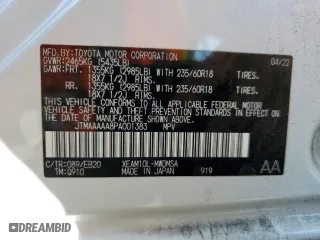 MFD.BY:TOYOTA MOTOR CORPORATION 04/22
GVWR:2465KG (5435LB)
GAWR:FRT. 1355KG (2985LB) WITH 235/60R18 TIRES.
18X7 1/2J RIMS.
RR. 1355KG (2985LB) WITH 235/60R18 TIRES.
18X7 1/2J RIMS.
THIS VEHICLE CONFORMS TO ALL APPLICABLE
FEDERAL MOTOR VEHICLE SAFETY AND THEFT PREVENTION
STANDARDS IN EFFECT ON THE DATE OF MANUFACTURE SHOWN ABOVE.
JTMAAAAA8PA001383 MPV
C/TR:089/EB20 XEAM10L-MWDMSA AA
TM:Q910 MADE IN JAPAN 919
DIRECTED